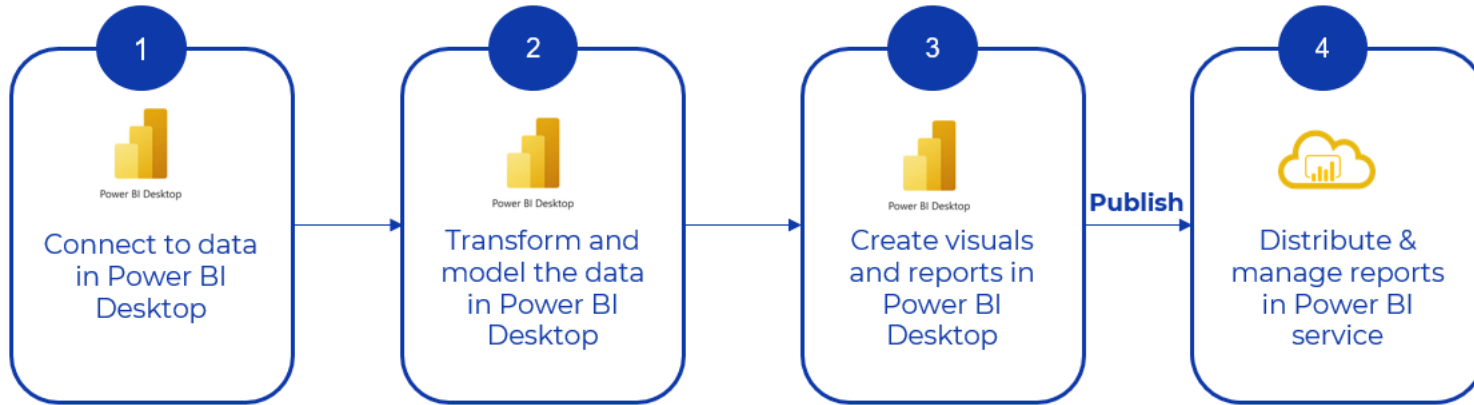 1
Power BI Desktop
Connect to data
in Power BI
Desktop
2
Power BI Desktop
Transform and
model the data
in Power BI
Desktop
3
Power BI Desktop
Create visuals
and reports in
Power BI
Desktop
Publish
4
Distribute &
manage reports
in Power BI
service